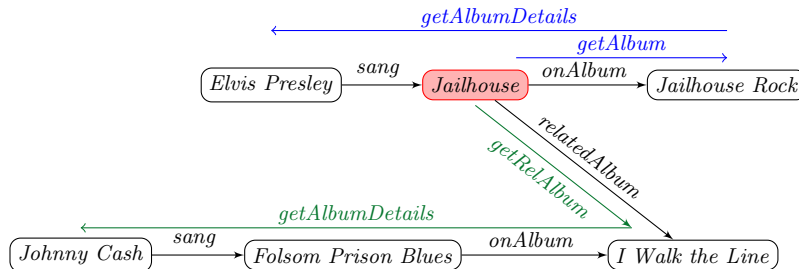 getAlbumDetails
getAlbum
Elvis Presley
sang
Jailhouse
onAlbum
Jailhouse Rock
relatedAlbum
getRelAlbum
getAlbumDetails
Johnny Cash
sang
Folsom Prison Blues
onAlbum
I Walk the Line